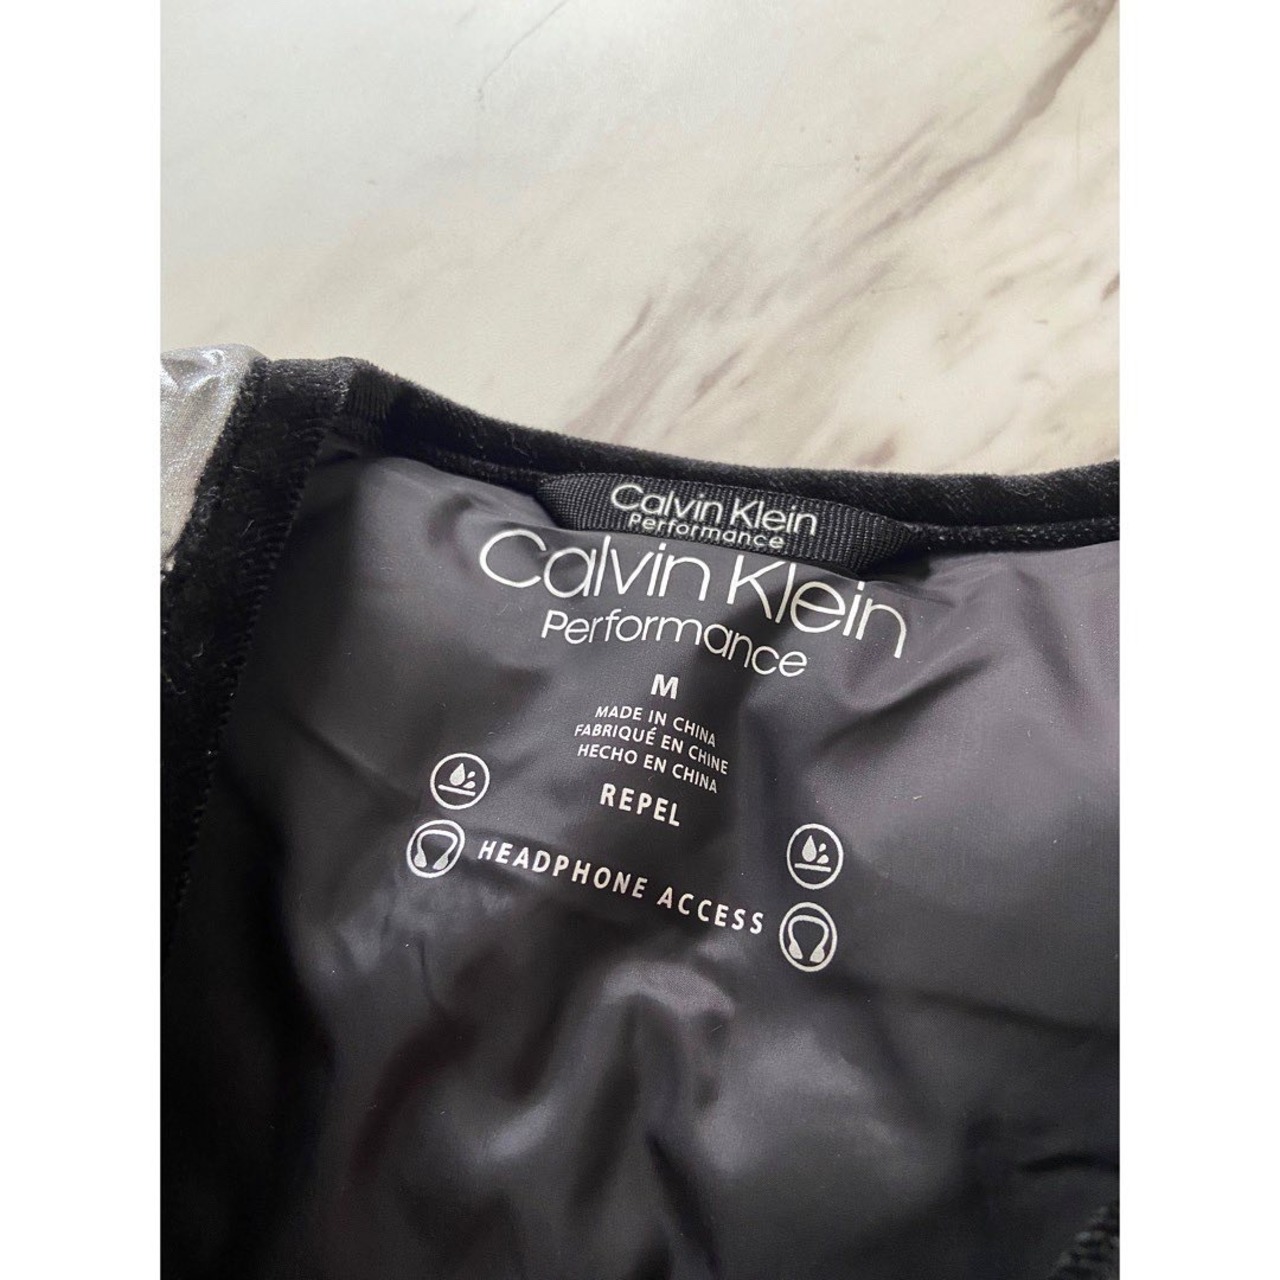 Calvin Klein
Performance
Calvin Klein
Performance
M
MADE IN CHINA
FABRIQUÉ EN CHINE
HECHO EN CHINA
REPEL
HEADPHONE ACCESS